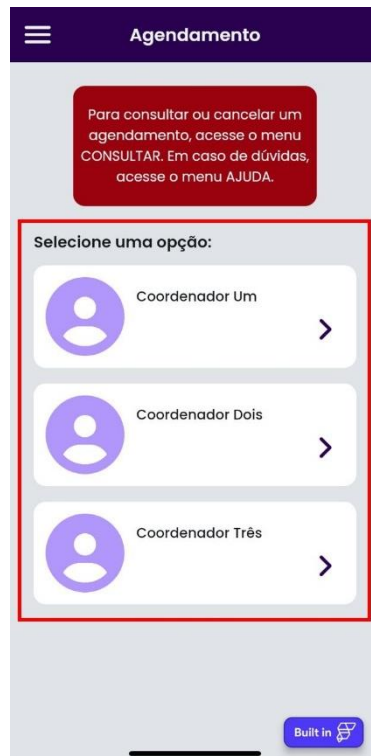 Agendamento
Para consultar ou cancelar um
agendamento, acesse o menu
CONSULTAR. Em caso de dúvidas,
acesse o menu AJUDA.
Selecione uma opção:
Coordenador Um
Coordenador Dois
Coordenador Três
Built in